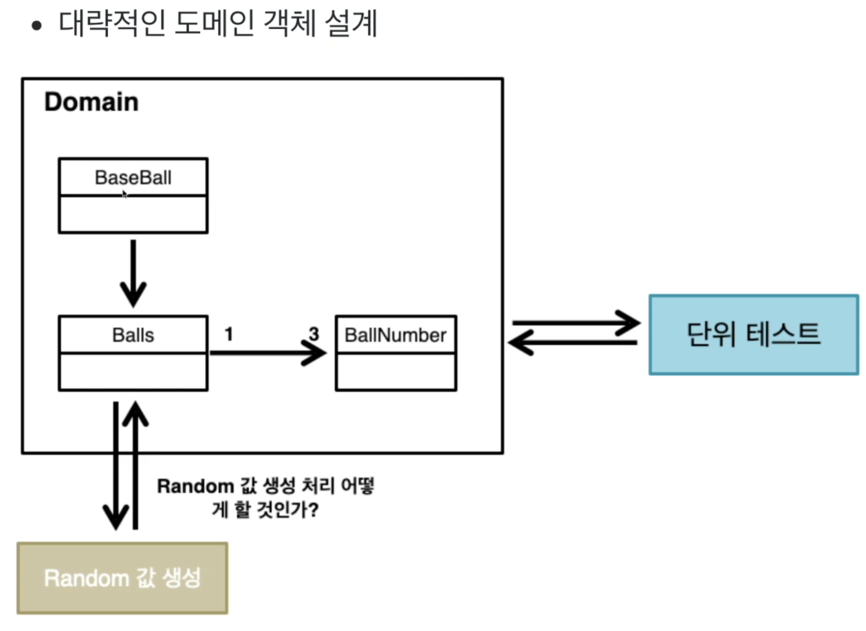 • 대략적인 도메인 객체 설계
Domain
BaseBall
Balls
1
3
BallNumber
단위 테스트
Random 값 생성 처리 어떻
게 할 것인가?
Random 값 생성